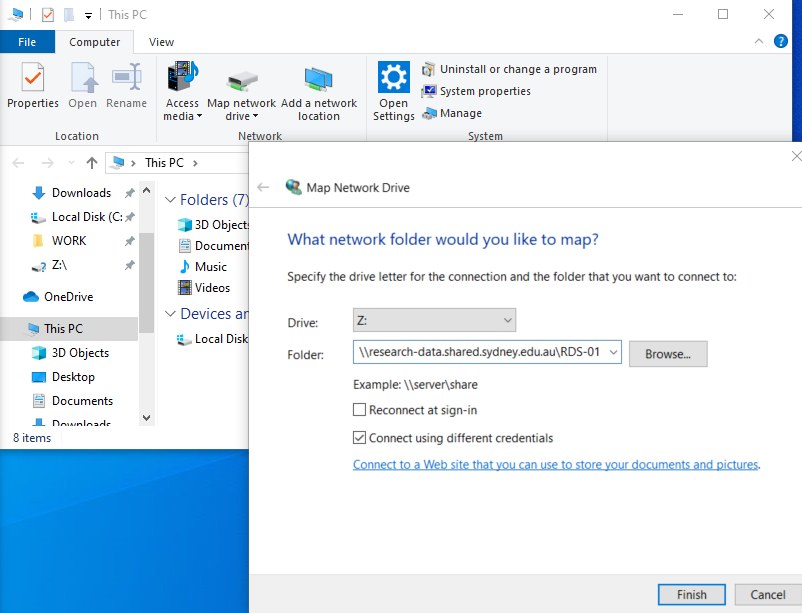 This PC
File Computer View
Properties Open Rename Access media Map network drive Add a network location Open Settings
Uninstall or change a program
System properties
Manage
Location Network System
This PC
Downloads
Local Disk (C:
WORK
Z:\
OneDrive
This PC
3D Objects
Desktop
Documents
Downloads
8 items
Folders (7)
3D Objects
Document
Music
Videos
Devices an
Local Disk
Map Network Drive
What network folder would you like to map?
Specify the drive letter for the connection and the folder that you want to connect to:
Drive: Z:
Folder: \\research-data.shared.sydney.edu.au\RDS-01 Browse...
Example: \\server\share
Reconnect at sign-in
Connect using different credentials
Connect to a Web site that you can use to store your documents and pictures.
Finish Cancel